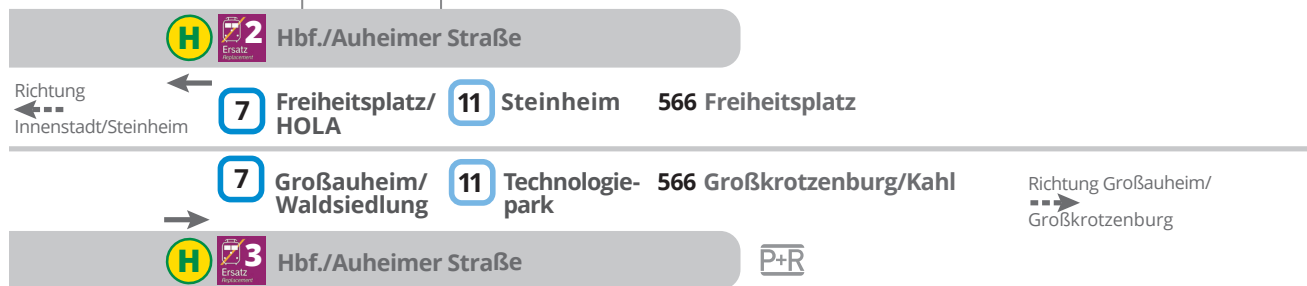 H Ersatz Replacement 2 Hbf./Auheimer Straße
Richtung
Innenstadt/Steinheim
7 Freiheitsplatz/
HOLA
11 Steinheim
566 Freiheitsplatz
7 Großauheim/
Waldsiedlung
11 Technologie-
park
566 Großkrotzenburg/Kahl
Richtung Großauheim/
Großkrotzenburg
H Ersatz Replacement 3 Hbf./Auheimer Straße
P+R